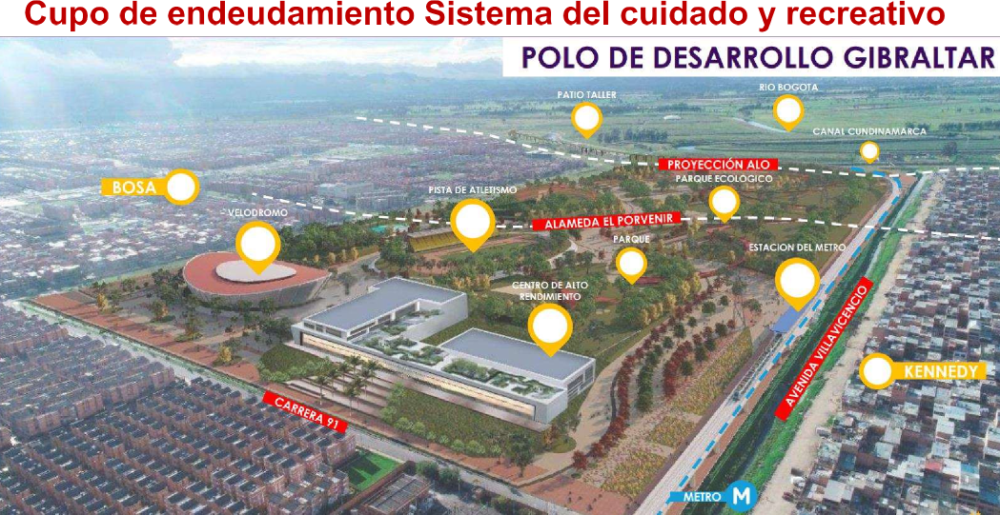 Cupo de endeudamiento Sistema del cuidado y recreativo
POLO DE DESARROLLO GIBRALTAR
RIO BOGOTA
PATIO TALLER
CANAL CUNDINAMARCA
PROYECCIÓN ALO
PARQUE ECOLÓGICO
BOSA
PISTA DE ATLETISMO
VELODROMO
ALAMEDA EL PORVENIR
PARQUE
ESTACION DEL METRO
CENTRO DE ALTO
RENDIMIENTO
AVENIDA VILLAVICENCIO
KENNEDY
CARRERA 91
METRO M